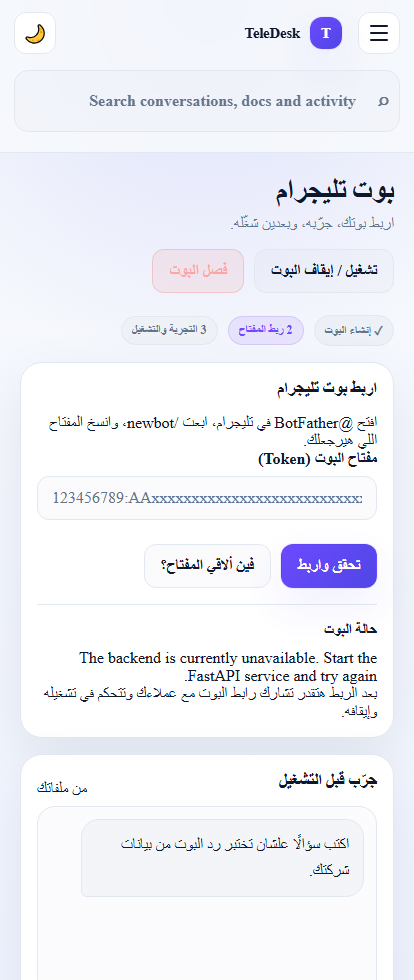 TeleDesk
T
Search conversations, docs and activity
بوت تليجرام
اربط بوتك، جرّبه، وبعدين شغّله.
تشغيل / إيقاف البوت
فصل البوت
✓ إنشاء البوت
2 ربط المفتاح
3 التجربة والتشغيل
اربط بوت تليجرام
افتح @BotFather في تليجرام، ابعت /newbot، وانسخ المفتاح
اللي هيرجعلك.
مفتاح البوت (Token)
123456789:AAxxxxxxxxxxxxxxxxxxxxxxxxxx
تحقق واربط
فين ألاقي المفتاح؟
حالة البوت
The backend is currently unavailable. Start the
FastAPI service and try again.
بعد الربط هتقدر تشارك رابط البوت مع عملاءك وتتحكم في تشغيله
وإيقافه.
جرّب قبل التشغيل
من ملفاتك
اكتب سؤالًا علشان تختبر رد البوت من بيانات
شركتك.